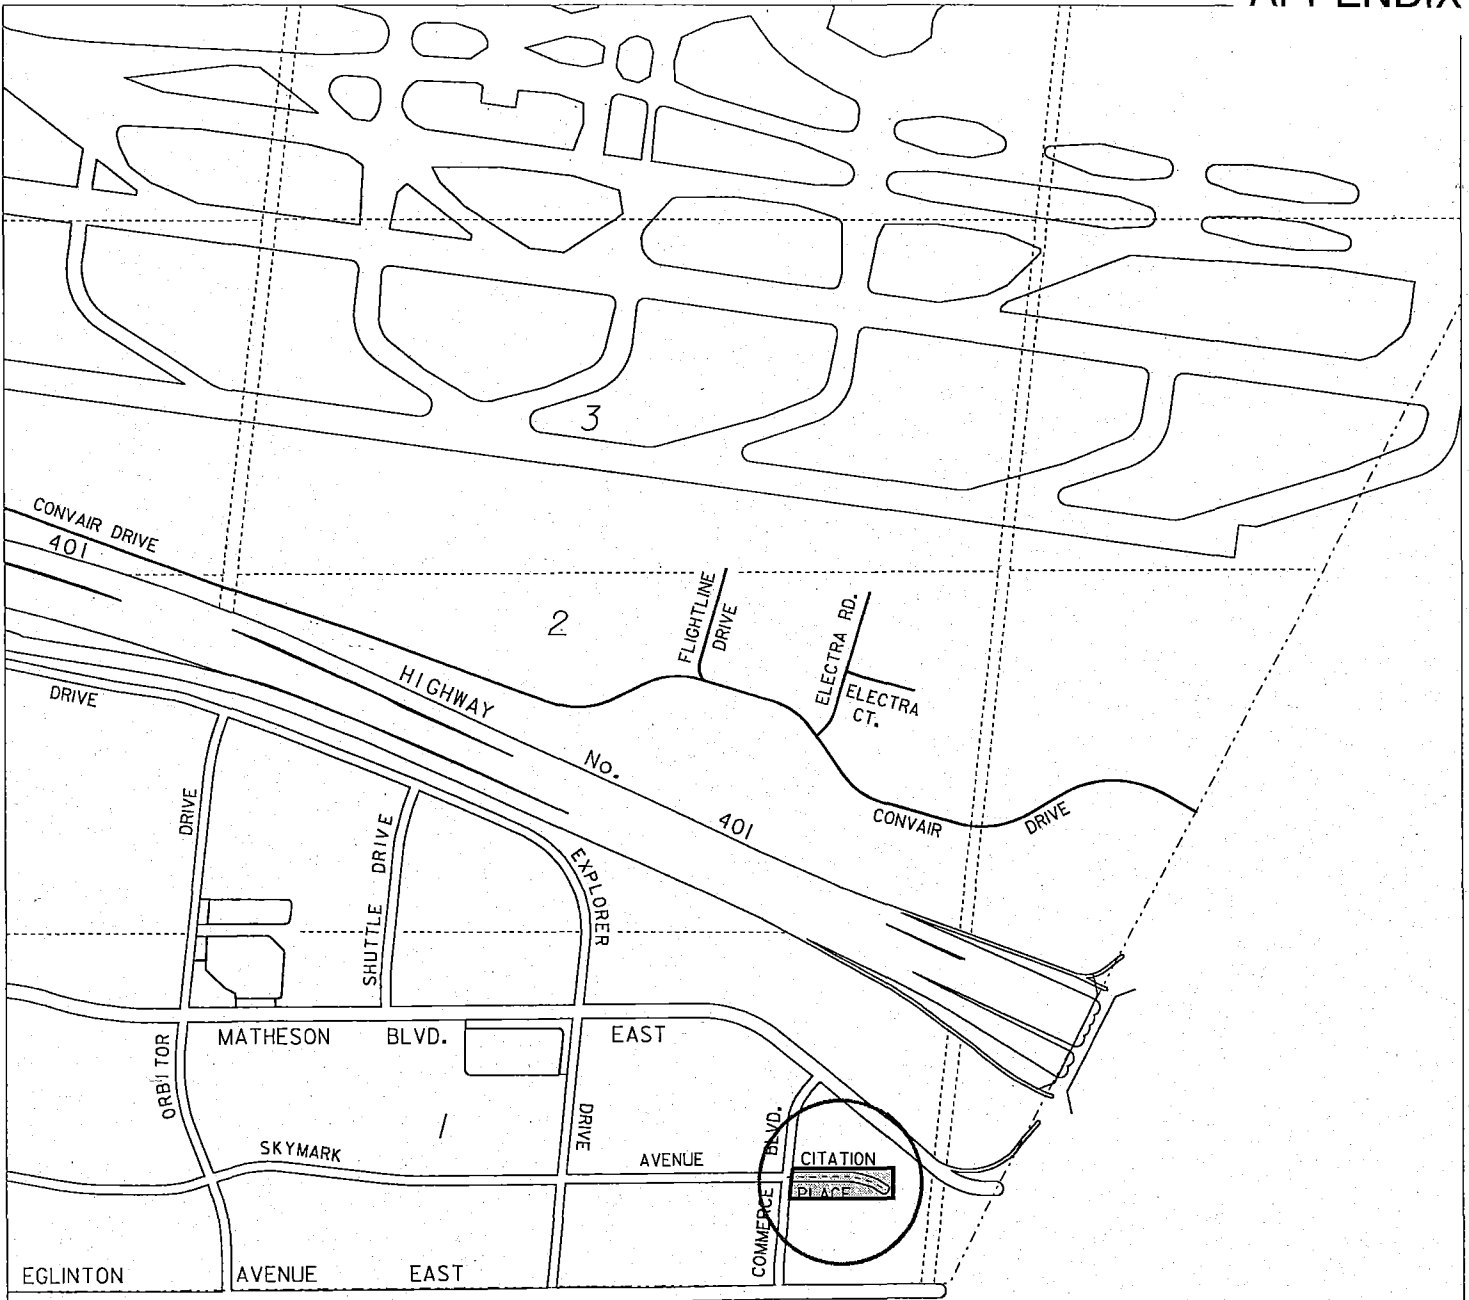 APPENDIX
3
CONVAIR DRIVE
401
2
FLIGHTLINE
DRIVE
ELECTRA RD.
ELECTRA
CT.
HIGHWAY
No.
401
CONVAIR
DRIVE
DRIVE
DRIVE
SHUTTLE DRIVE
EXPLORER
MATHESON BLVD. EAST
ORBITOR
DRIVE
1
SKYMARK
AVENUE
COMMERCE BLVD.
CITATION
PLACE
EGLINTON AVENUE EAST